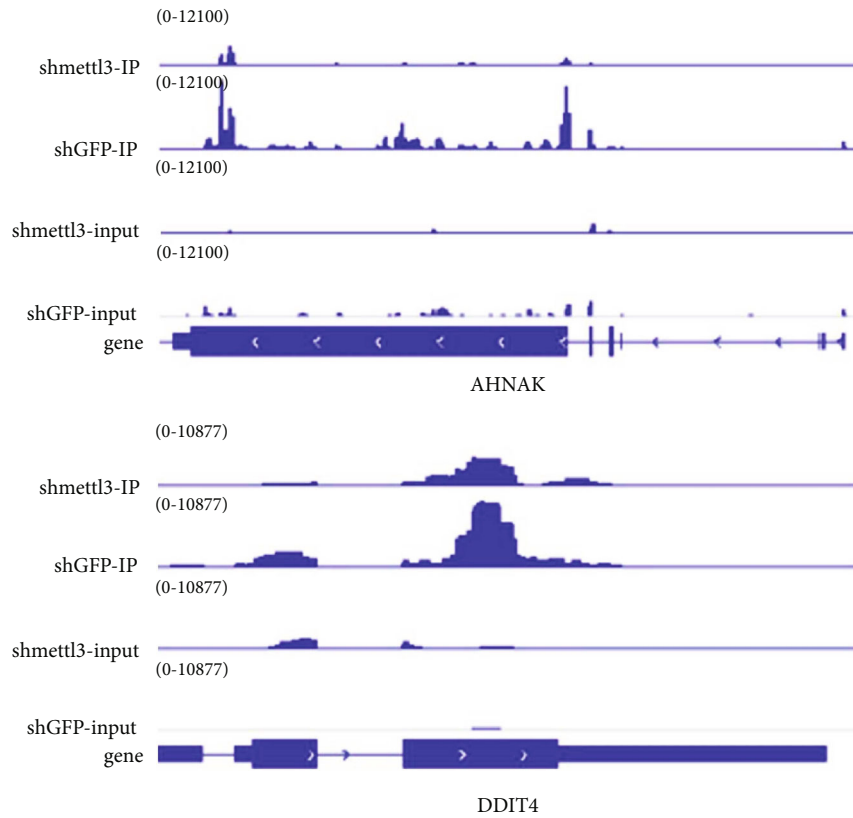 (0-12100)
shmettl3-IP
(0-12100)
shGFP-IP
(0-12100)
shmettl3-input
(0-12100)
shGFP-input
gene
AHNAK
(0-10877)
shmettl3-IP
(0-10877)
shGFP-IP
(0-10877)
shmettl3-input
(0-10877)
shGFP-input
gene
DDIT4